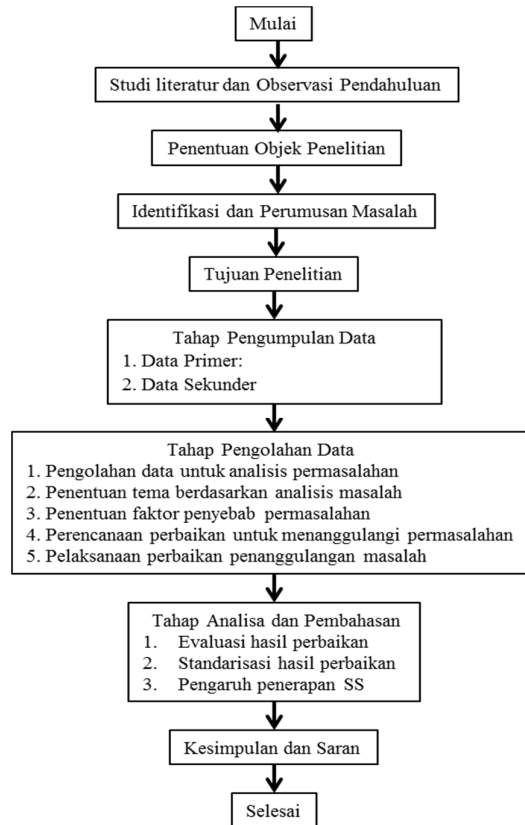 Mulai
Studi literatur dan Observasi Pendahuluan
Penentuan Objek Penelitian
Identifikasi dan Perumusan Masalah
Tujuan Penelitian
Tahap Pengumpulan Data
1. Data Primer:
2. Data Sekunder
Tahap Pengolahan Data
1. Pengolahan data untuk analisis permasalahan
2. Penentuan tema berdasarkan analisis masalah
3. Penentuan faktor penyebab permasalahan
4. Perencanaan perbaikan untuk menanggulangi permasalahan
5. Pelaksanaan perbaikan penanggulangan masalah
Tahap Analisa dan Pembahasan
1. Evaluasi hasil perbaikan
2. Standarisasi hasil perbaikan
3. Pengaruh penerapan SS
Kesimpulan dan Saran
Selesai